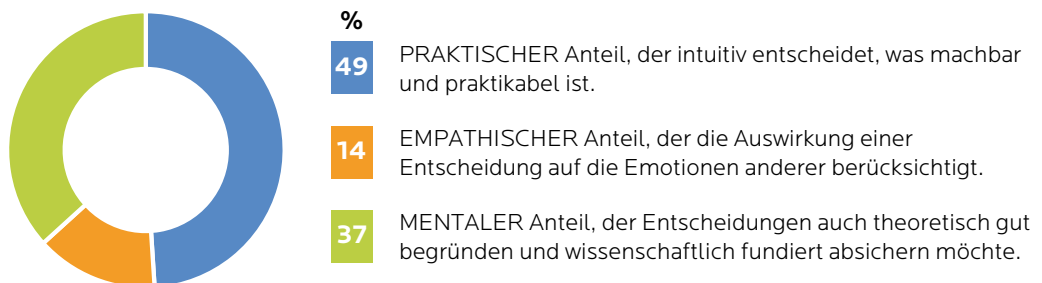 %
49 PRAKTISCHER Anteil, der intuitiv entscheidet, was machbar
und praktikabel ist.
14 EMPATHISCHER Anteil, der die Auswirkung einer
Entscheidung auf die Emotionen anderer berücksichtigt.
37 MENTALER Anteil, der Entscheidungen auch theoretisch gut
begründen und wissenschaftlich fundiert absichern möchte.